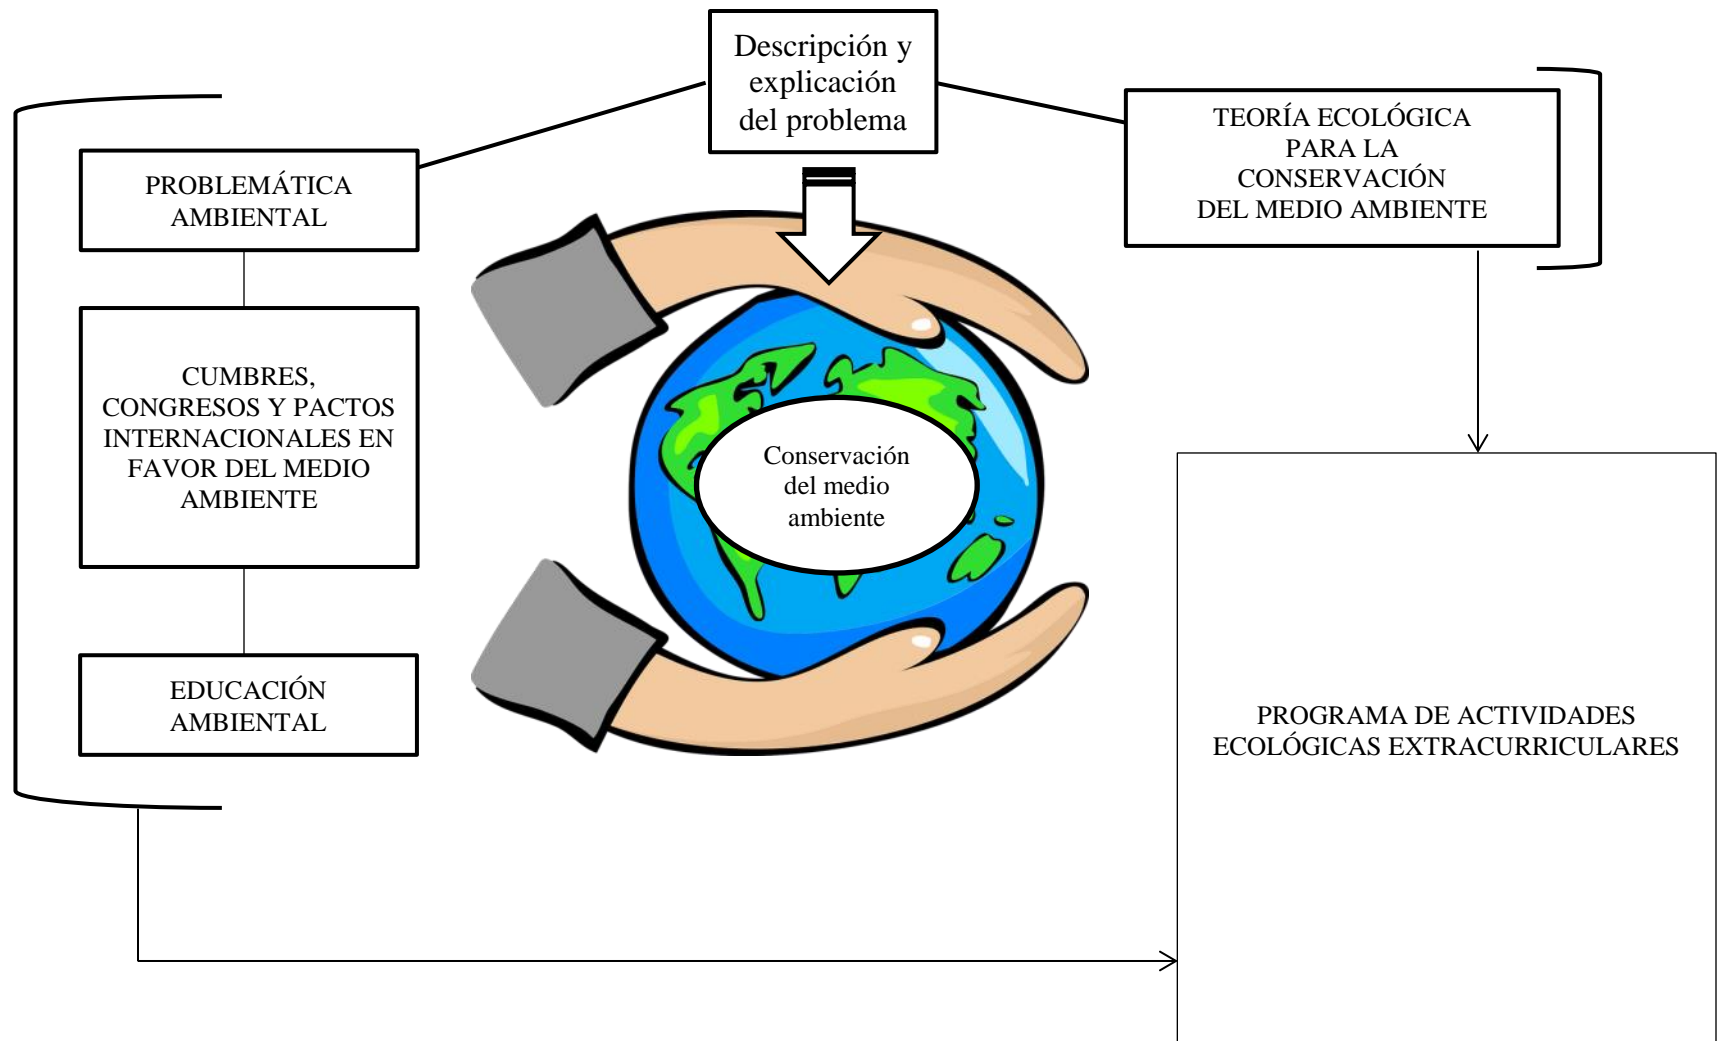 Descripción y
explicación
del problema
PROBLEMÁTICA
AMBIENTAL
CUMBRES,
CONGRESOS Y PACTOS
INTERNACIONALES EN
FAVOR DEL MEDIO
AMBIENTE
EDUCACIÓN
AMBIENTAL
Conservación
del medio
ambiente
TEORÍA ECOLÓGICA
PARA LA
CONSERVACIÓN
DEL MEDIO AMBIENTE
PROGRAMA DE ACTIVIDADES
ECOLÓGICAS EXTRACURRICULARES